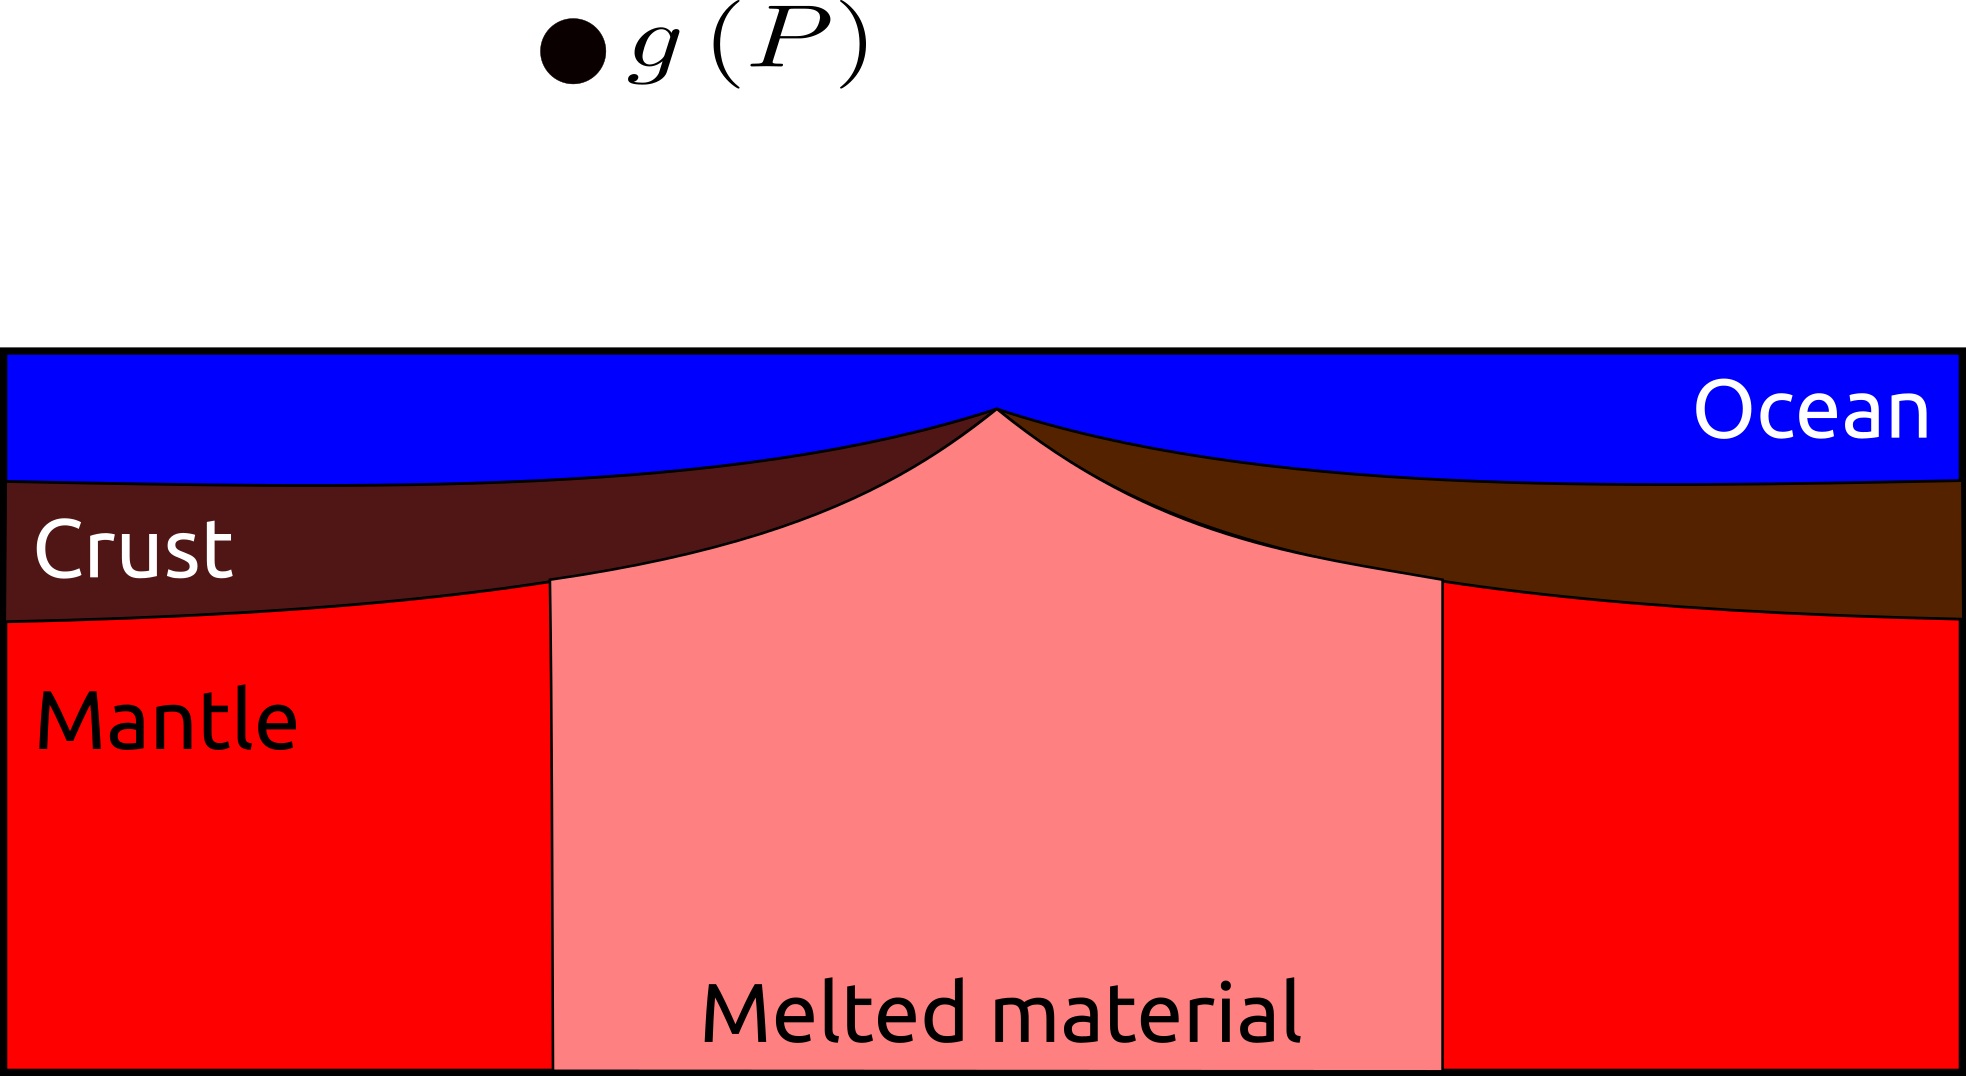 g (P)
Ocean
Crust
Mantle
Melted material